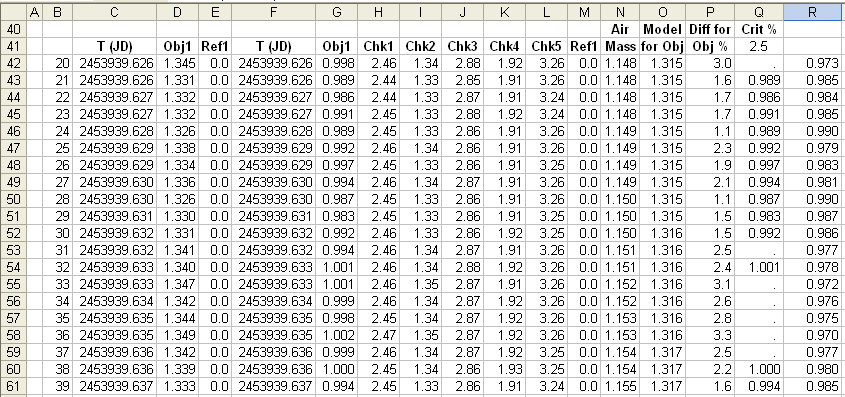 A B C D E F G H I J K L M N O P Q R
40 Air Model Diff for Crit %
41 T (JD) Obj1 Ref1 T (JD) Obj1 Chk1 Chk2 Chk3 Chk4 Chk5 Ref1 Mass for Obj Obj % 2.5
42 20 2453939.626 1.345 0.0 2453939.626 0.998 2.46 1.34 2.88 1.92 3.26 0.0 1.148 1.315 3.0 . 0.973
43 21 2453939.626 1.331 0.0 2453939.626 0.989 2.44 1.33 2.85 1.91 3.26 0.0 1.148 1.315 1.6 0.989 0.985
44 22 2453939.627 1.332 0.0 2453939.627 0.986 2.44 1.33 2.87 1.91 3.24 0.0 1.148 1.315 1.7 0.986 0.984
45 23 2453939.627 1.332 0.0 2453939.627 0.991 2.45 1.33 2.88 1.92 3.24 0.0 1.148 1.315 1.7 0.991 0.985
46 24 2453939.628 1.326 0.0 2453939.628 0.989 2.45 1.33 2.86 1.91 3.26 0.0 1.149 1.315 1.1 0.989 0.990
47 25 2453939.629 1.338 0.0 2453939.629 0.992 2.46 1.34 2.86 1.91 3.26 0.0 1.149 1.315 2.3 0.992 0.979
48 26 2453939.629 1.334 0.0 2453939.629 0.997 2.45 1.33 2.86 1.91 3.25 0.0 1.149 1.315 1.9 0.997 0.983
49 27 2453939.630 1.336 0.0 2453939.630 0.994 2.46 1.34 2.87 1.91 3.26 0.0 1.149 1.315 2.1 0.994 0.981
50 28 2453939.630 1.326 0.0 2453939.630 0.987 2.45 1.33 2.86 1.91 3.26 0.0 1.150 1.315 1.1 0.987 0.990
51 29 2453939.631 1.330 0.0 2453939.631 0.983 2.45 1.33 2.86 1.91 3.25 0.0 1.150 1.315 1.5 0.983 0.987
52 30 2453939.632 1.331 0.0 2453939.632 0.992 2.46 1.33 2.86 1.92 3.25 0.0 1.150 1.316 1.5 0.992 0.986
53 31 2453939.632 1.341 0.0 2453939.632 0.994 2.46 1.34 2.87 1.91 3.26 0.0 1.151 1.316 2.5 . 0.977
54 32 2453939.633 1.340 0.0 2453939.633 1.001 2.46 1.34 2.88 1.92 3.26 0.0 1.151 1.316 2.4 1.001 0.978
55 33 2453939.633 1.347 0.0 2453939.633 1.001 2.46 1.35 2.87 1.91 3.26 0.0 1.152 1.316 3.1 . 0.972
56 34 2453939.634 1.342 0.0 2453939.634 0.999 2.46 1.34 2.87 1.92 3.26 0.0 1.152 1.316 2.6 . 0.976
57 35 2453939.635 1.344 0.0 2453939.635 0.998 2.45 1.34 2.87 1.92 3.26 0.0 1.153 1.316 2.8 . 0.975
58 36 2453939.635 1.349 0.0 2453939.635 1.002 2.47 1.35 2.87 1.92 3.26 0.0 1.153 1.316 3.3 . 0.970
59 37 2453939.636 1.342 0.0 2453939.636 0.999 2.46 1.34 2.87 1.92 3.25 0.0 1.154 1.317 2.5 . 0.977
60 38 2453939.636 1.339 0.0 2453939.636 1.000 2.45 1.34 2.86 1.93 3.25 0.0 1.154 1.317 2.2 1.000 0.980
61 39 2453939.637 1.333 0.0 2453939.637 0.994 2.45 1.33 2.86 1.91 3.24 0.0 1.155 1.317 1.6 0.994 0.985